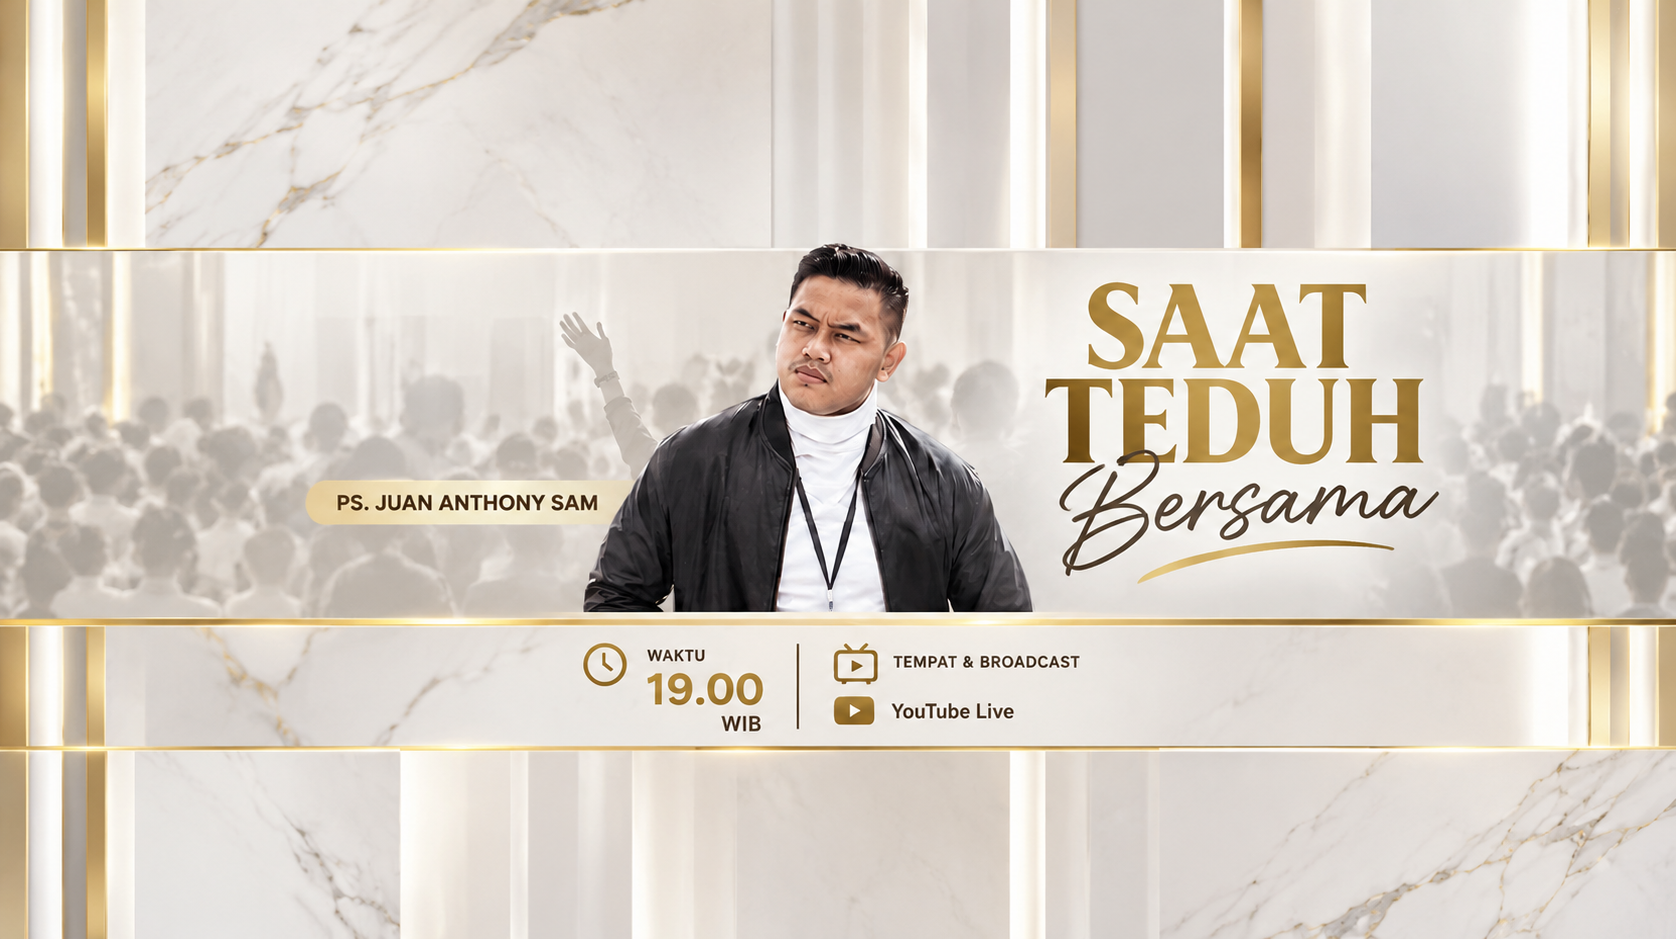 SAAT
TEDUH
Bersama
PS. JUAN ANTHONY SAM
WAKTU
19.00
WIB
TEMPAT & BROADCAST
YouTube Live